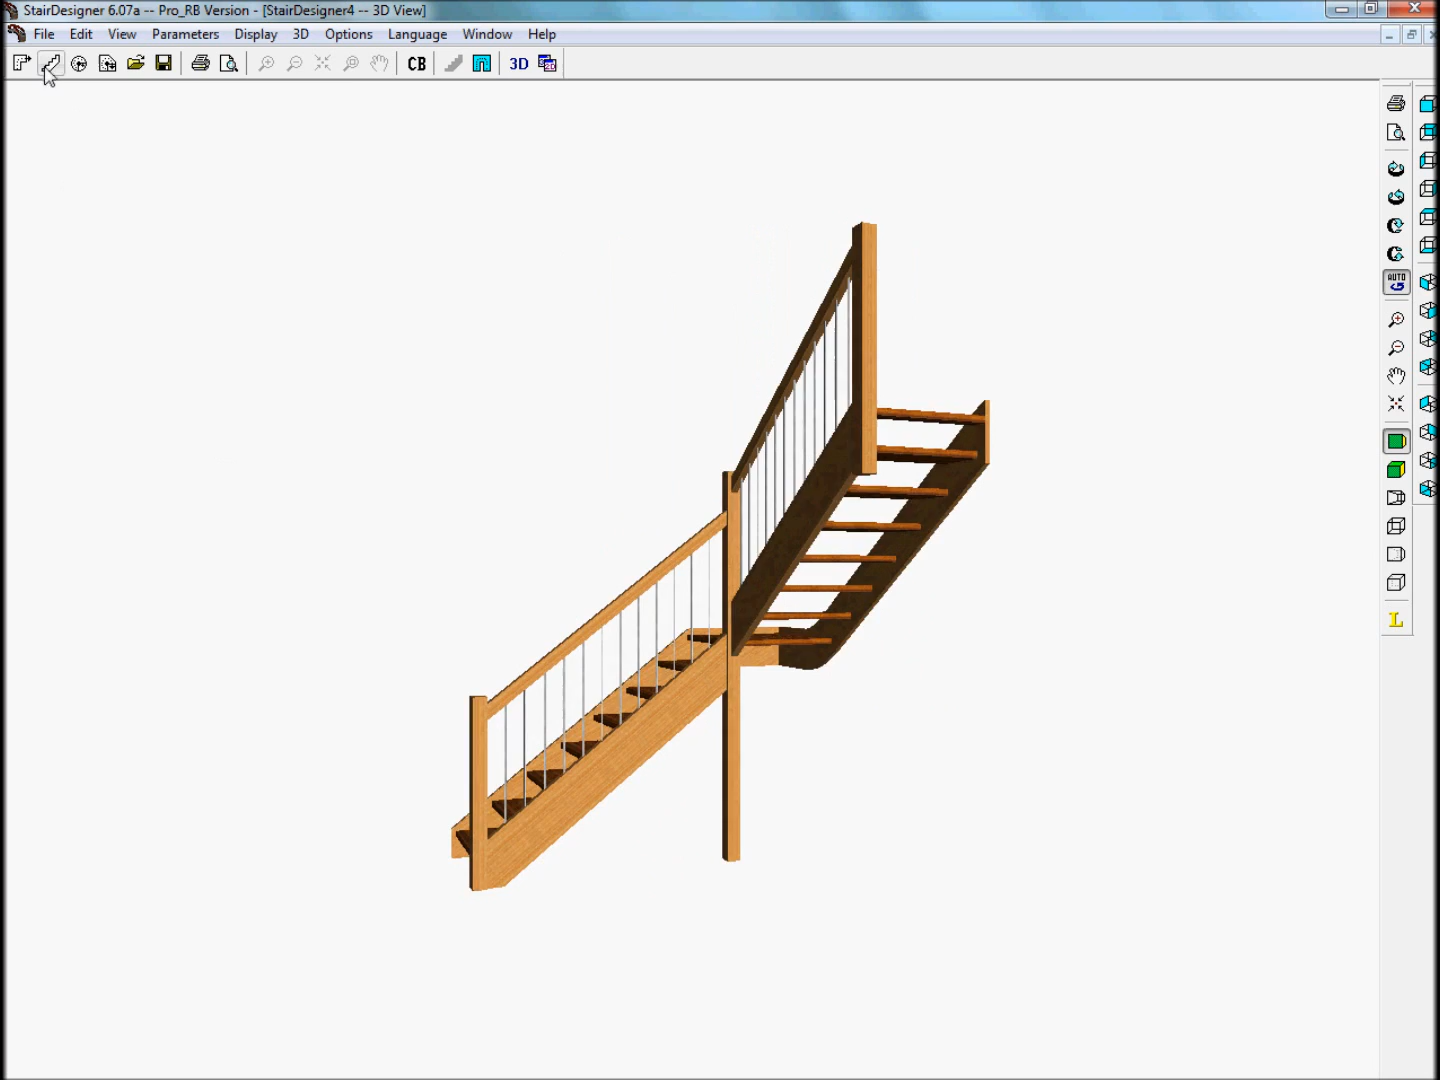 StairDesigner 6.07a -- Pro_RB Version - [StairDesigner4 -- 3D View]
File Edit View Parameters Display 3D Options Language Window Help
CB 3D
AUTO
L